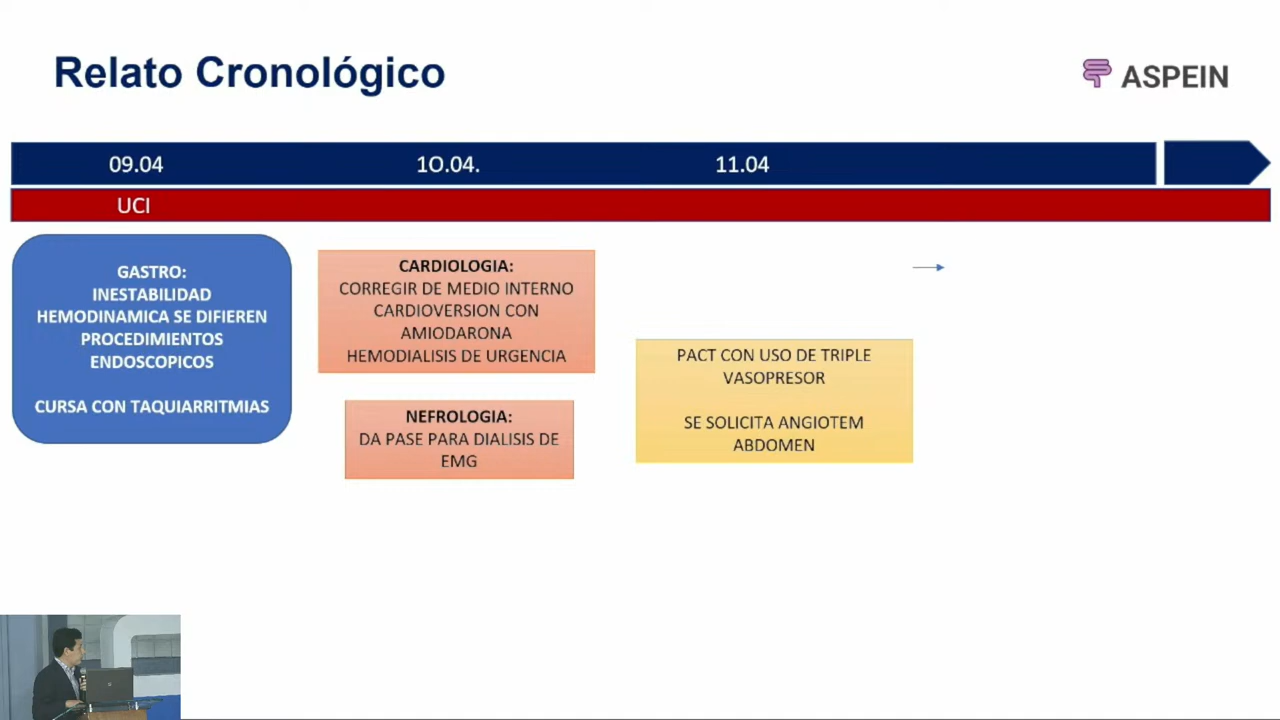 Relato Cronológico
ASPEIN
09.04
1O.04.
11.04
UCI
GASTRO:
INESTABILIDAD
HEMODINAMICA SE DIFIEREN
PROCEDIMIENTOS
ENDOSCOPICOS
CURSA CON TAQUIARRITMIAS
CARDIOLOGIA:
CORREGIR DE MEDIO INTERNO
CARDIOVERSION CON
AMIODARONA
HEMODIALISIS DE URGENCIA
NEFROLOGIA:
DA PASE PARA DIALISIS DE
EMG
PACT CON USO DE TRIPLE
VASOPRESOR
SE SOLICITA ANGIOTEM
ABDOMEN